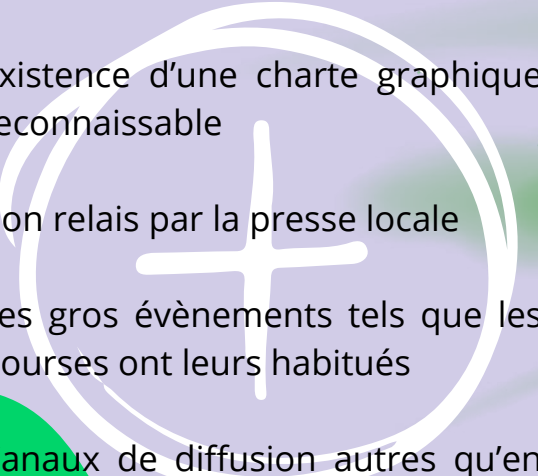 xistence d'une charte graphique
econnaissable
on relais par la presse locale
es gros évènements tels que les
ourses ont leurs habitués
anaux de diffusion autres qu'en